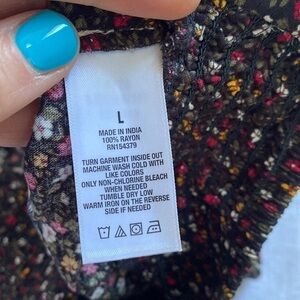 L
MADE IN INDIA
100% RAYON
RN154379
TURN GARMENT INSIDE OUT
MACHINE WASH COLD WITH
LIKE COLORS
ONLY NON-CHLORINE BLEACH
WHEN NEEDED
TUMBLE DRY LOW
WARM IRON ON THE REVERSE
SIDE IF NEEDED